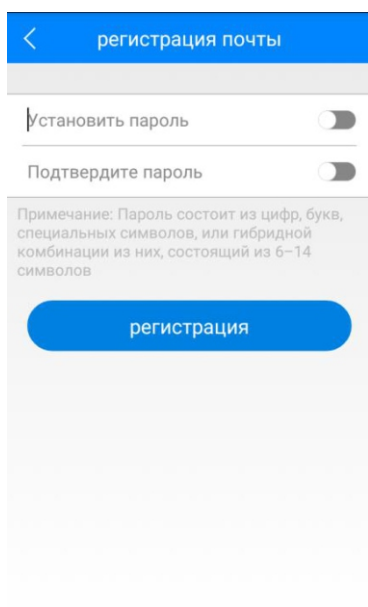 регистрация почты
Установить пароль
Подтвердите пароль
Примечание: Пароль состоит из цифр, букв,
специальных символов, или гибридной
комбинации из них, состоящий из 6–14
символов
регистрация